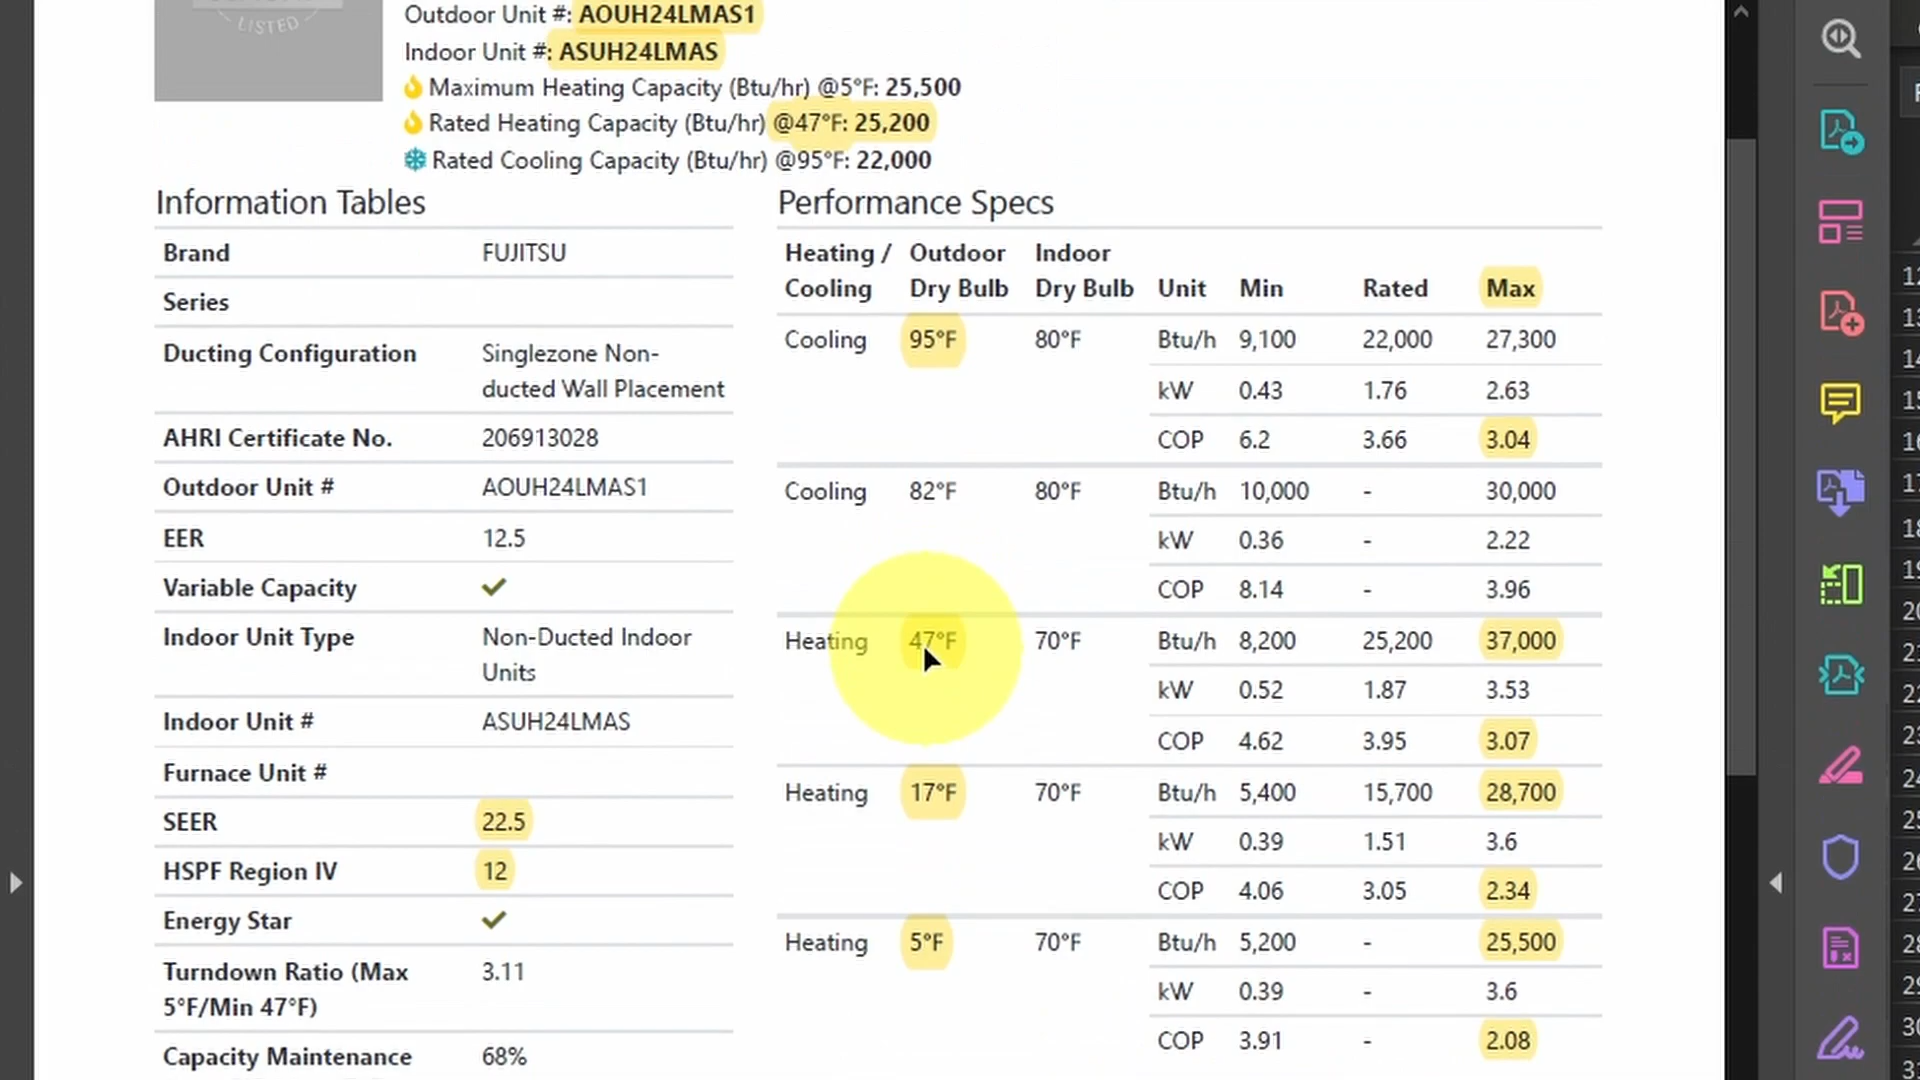 LISTED
Outdoor Unit #: AOUH24LMAS1
Indoor Unit #: ASUH24LMAS
Maximum Heating Capacity (Btu/hr) @5°F: 25,500
Rated Heating Capacity (Btu/hr) @47°F: 25,200
Rated Cooling Capacity (Btu/hr) @95°F: 22,000
Information Tables
Brand FUJITSU
Series
Ducting Configuration Singlezone Non-
ducted Wall Placement
AHRI Certificate No. 206913028
Outdoor Unit # AOUH24LMAS1
EER 12.5
Variable Capacity
Indoor Unit Type Non-Ducted Indoor
Units
Indoor Unit # ASUH24LMAS
Furnace Unit #
SEER 22.5
HSPF Region IV 12
Energy Star
Turndown Ratio (Max 3.11
5°F/Min 47°F)
Capacity Maintenance 68%
Performance Specs
Heating / Outdoor Indoor
Cooling Dry Bulb Dry Bulb Unit Min Rated Max
Cooling 95°F 80°F Btu/h 9,100 22,000 27,300
kW 0.43 1.76 2.63
COP 6.2 3.66 3.04
Cooling 82°F 80°F Btu/h 10,000 - 30,000
kW 0.36 - 2.22
COP 8.14 - 3.96
Heating 47°F 70°F Btu/h 8,200 25,200 37,000
kW 0.52 1.87 3.53
COP 4.62 3.95 3.07
Heating 17°F 70°F Btu/h 5,400 15,700 28,700
kW 0.39 1.51 3.6
COP 4.06 3.05 2.34
Heating 5°F 70°F Btu/h 5,200 - 25,500
kW 0.39 - 3.6
COP 3.91 - 2.08